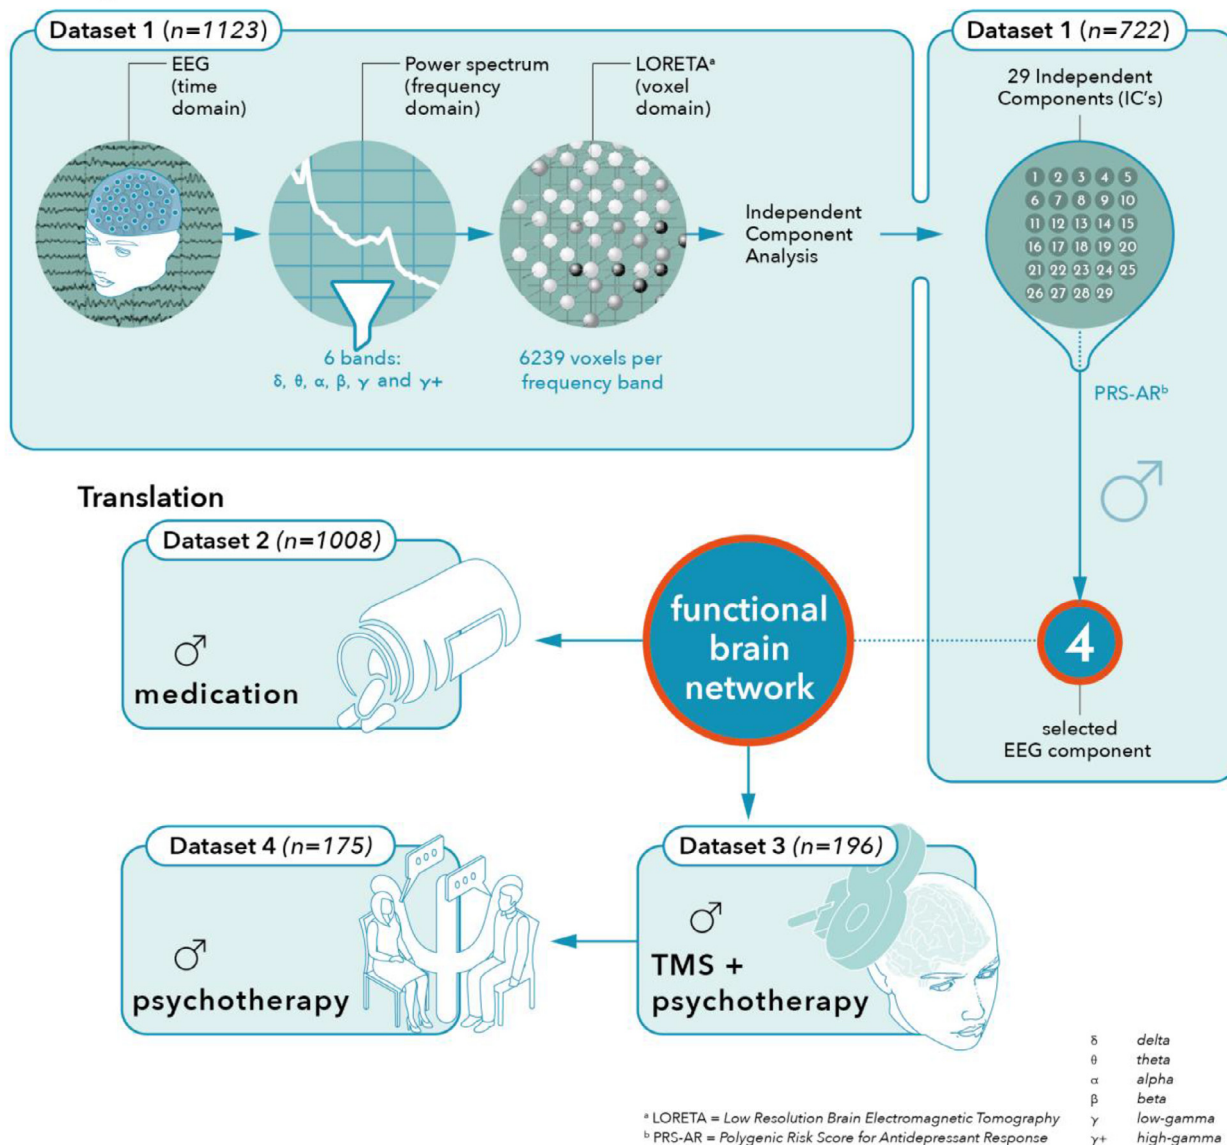 Dataset 1 (n=1123)
EEG
(time
domain)
Power spectrum
(frequency
domain)
LORETAᵃ
(voxel
domain)
6 bands:
δ, θ, α, β, γ and γ+
6239 voxels per
frequency band
Independent
Component
Analysis
Dataset 1 (n=722)
29 Independent
Components (IC's)
1 2 3 4 5
6 7 8 9 10
11 12 13 14 15
16 17 18 19 20
21 22 23 24 25
26 27 28 29
PRS-ARᵇ
♂
4
selected
EEG component
Translation
Dataset 2 (n=1008)
♂
medication
functional
brain
network
Dataset 4 (n=175)
♂
psychotherapy
Dataset 3 (n=196)
♂
TMS +
psychotherapy
δ delta
θ theta
α alpha
β beta
γ low-gamma
γ+ high-gamma
ᵃ LORETA = Low Resolution Brain Electromagnetic Tomography
ᵇ PRS-AR = Polygenic Risk Score for Antidepressant Response